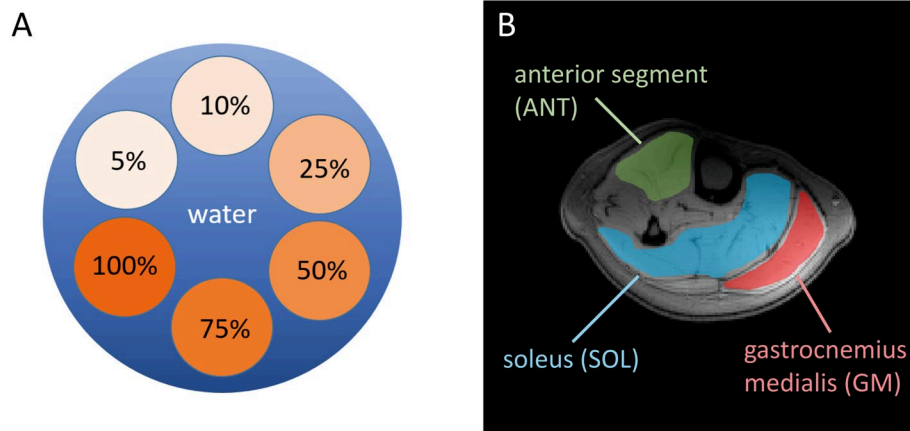 A
10%
5%
25%
water
100%
50%
75%
B
anterior segment
(ANT)
soleus (SOL)
gastrocnemius
medialis (GM)